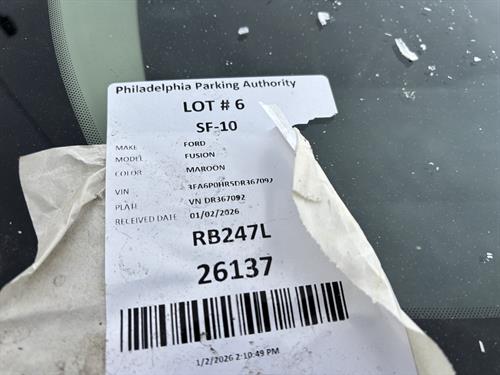 Philadelphia Parking Authority
LOT # 6
SF-10
MAKE FORD
MODEL FUSION
COLOR MAROON
VIN 3FA6P0HR5DR367092
PLATE VN DR367092
RECEIVED DATE 01/02/2026
RB247L
26137
1/2/2026 2:10:49 PM